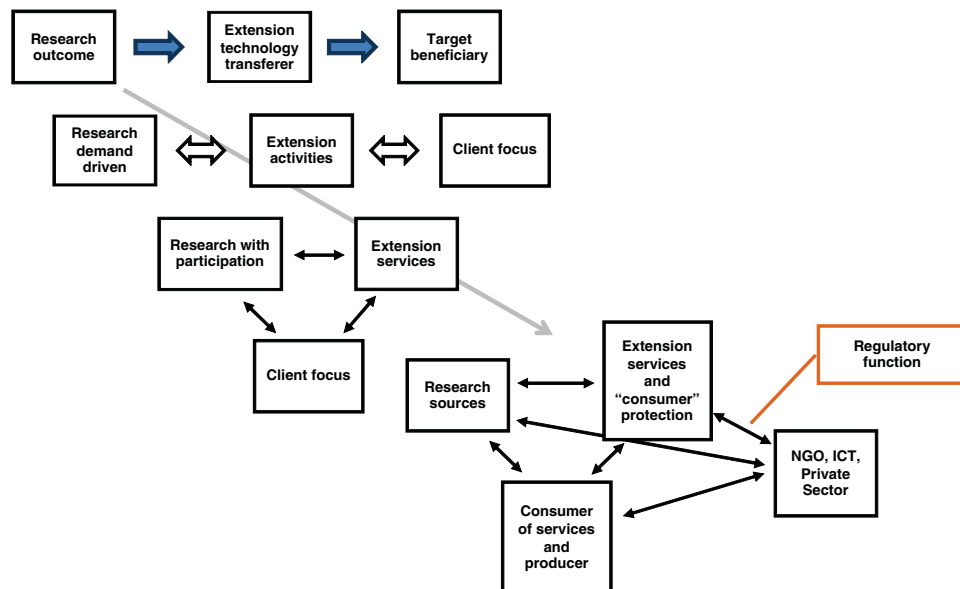 Research
outcome
Extension
technology
transferer
Target
beneficiary
Research
demand
driven
Extension
activities
Client focus
Research with
participation
Extension
services
Client focus
Research
sources
Extension
services
and
“consumer”
protection
Regulatory
function
NGO, ICT,
Private
Sector
Consumer
of services
and
producer